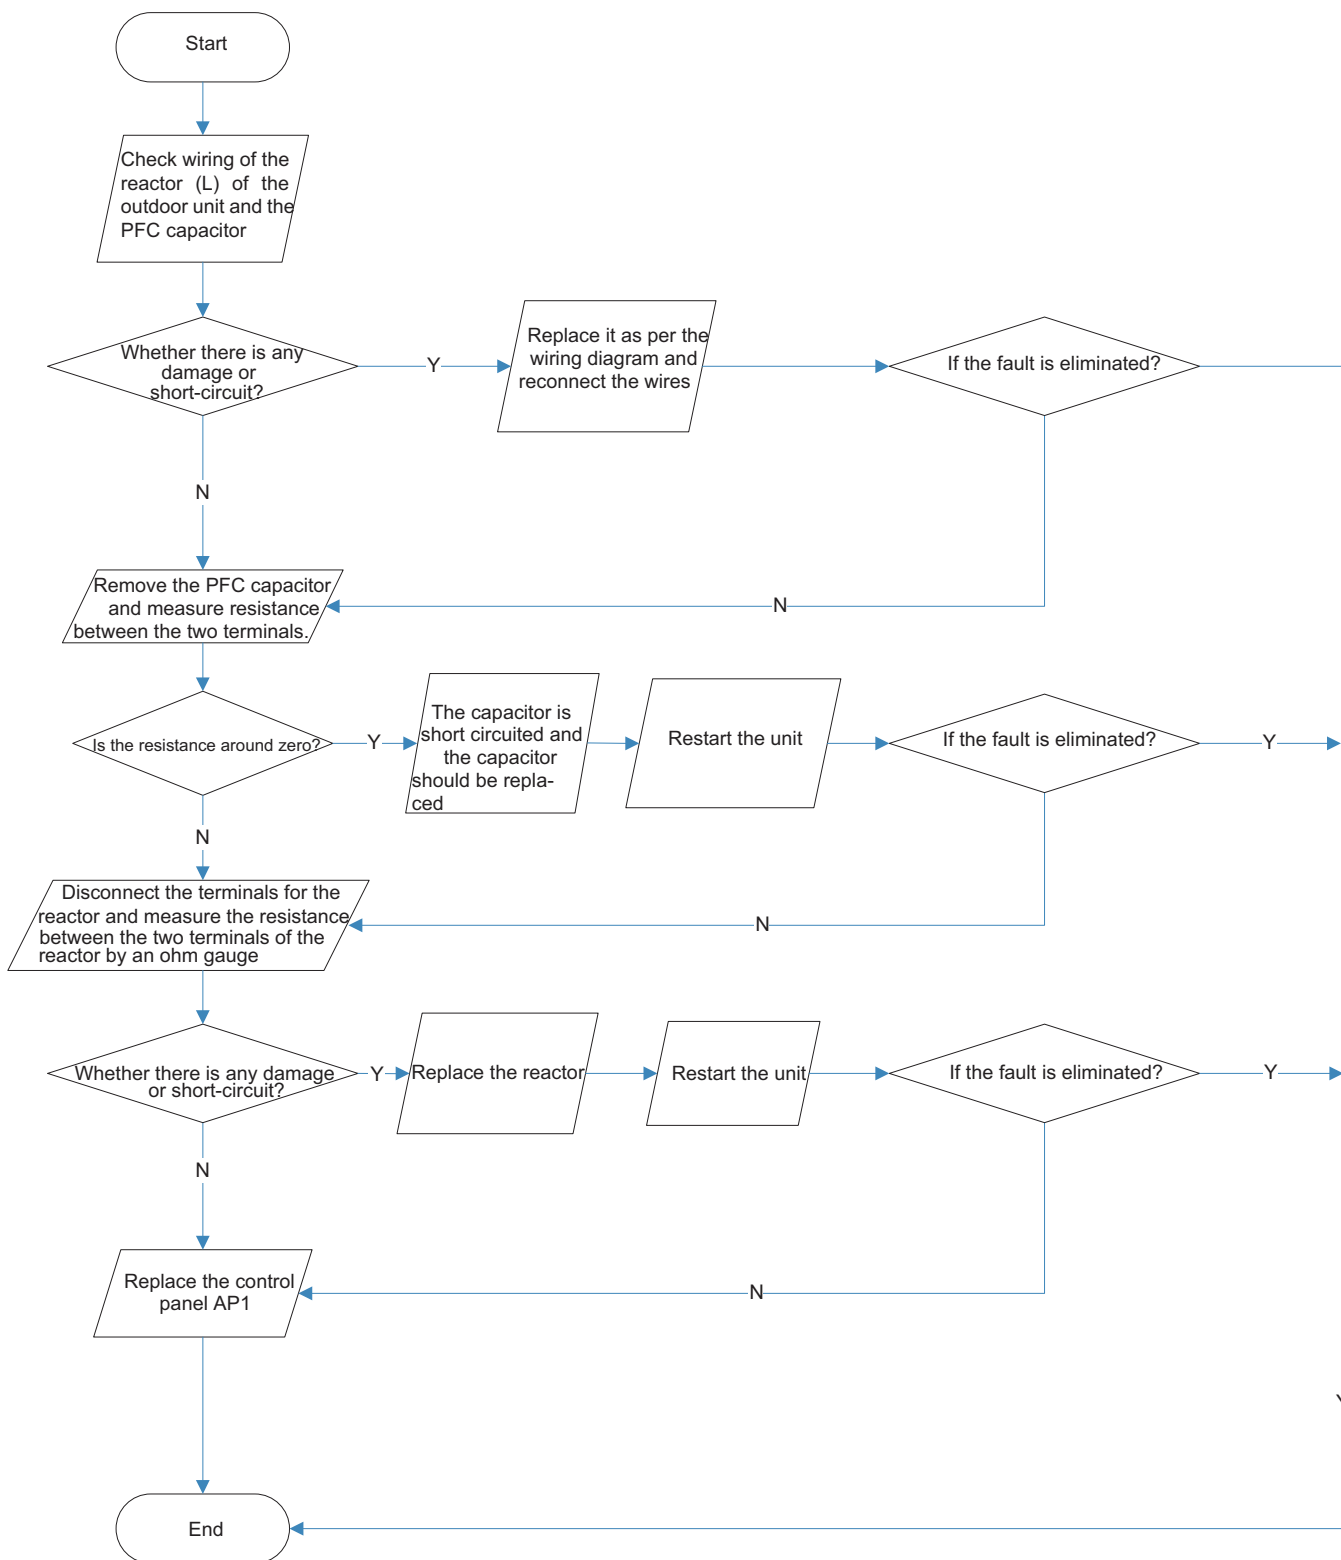 Start
Check wiring of the
reactor (L) of the
outdoor unit and the
PFC capacitor
Whether there is any
damage or
short-circuit?
Y
Replace it as per the
wiring diagram and
reconnect the wires
If the fault is eliminated?
N
Remove the PFC capacitor
and measure resistance
between the two terminals.
N
Is the resistance around zero?
Y
The capacitor is
short circuited and
the capacitor
should be repla-
ced
Restart the unit
If the fault is eliminated?
Y
N
Disconnect the terminals for the
reactor and measure the resistance
between the two terminals of the
reactor by an ohm gauge
N
Whether there is any damage
or short-circuit?
Y
Replace the reactor
Restart the unit
If the fault is eliminated?
Y
N
Replace the control
panel AP1
N
End